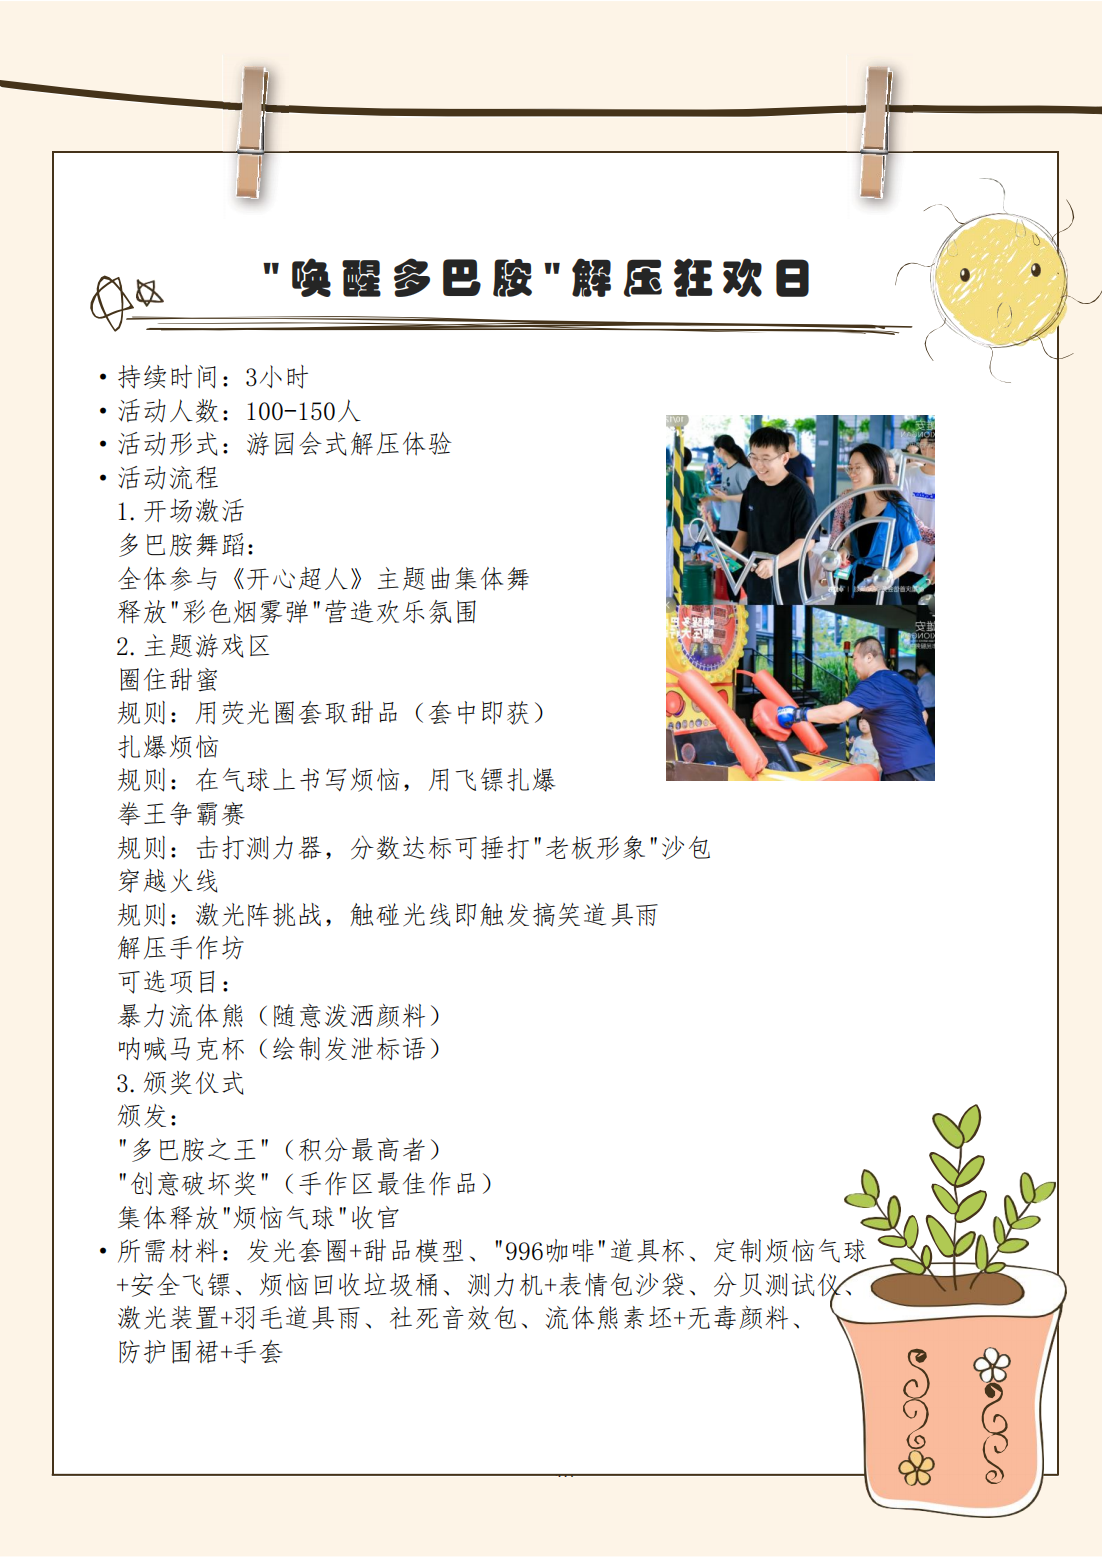 "唤醒多巴胺"解压狂欢日
• 持续时间：3小时
• 活动人数：100-150人
• 活动形式：游园会式解压体验
• 活动流程
1.开场激活
多巴胺舞蹈：
全体参与《开心超人》主题曲集体舞
释放"彩色烟雾弹"营造欢乐氛围
2.主题游戏区
圈住甜蜜
规则：用荧光圈套取甜品（套中即获）
扎爆烦恼
规则：在气球上书写烦恼，用飞镖扎爆
拳王争霸赛
规则：击打测力器，分数达标可捶打"老板形象"沙包
穿越火线
规则：激光阵挑战，触碰光线即触发搞笑道具雨
解压手作坊
可选项目：
暴力流体熊（随意泼洒颜料）
呐喊马克杯（绘制发泄标语）
3.颁奖仪式
颁发：
"多巴胺之王"（积分最高者）
"创意破坏奖"（手作区最佳作品）
集体释放"烦恼气球"收官
• 所需材料：发光套圈+甜品模型、"996咖啡"道具杯、定制烦恼气球
+安全飞镖、烦恼回收垃圾桶、测力机+表情包沙袋、分贝测试仪、
激光装置+羽毛道具雨、社死音效包、流体熊素坯+无毒颜料、
防护围裙+手套